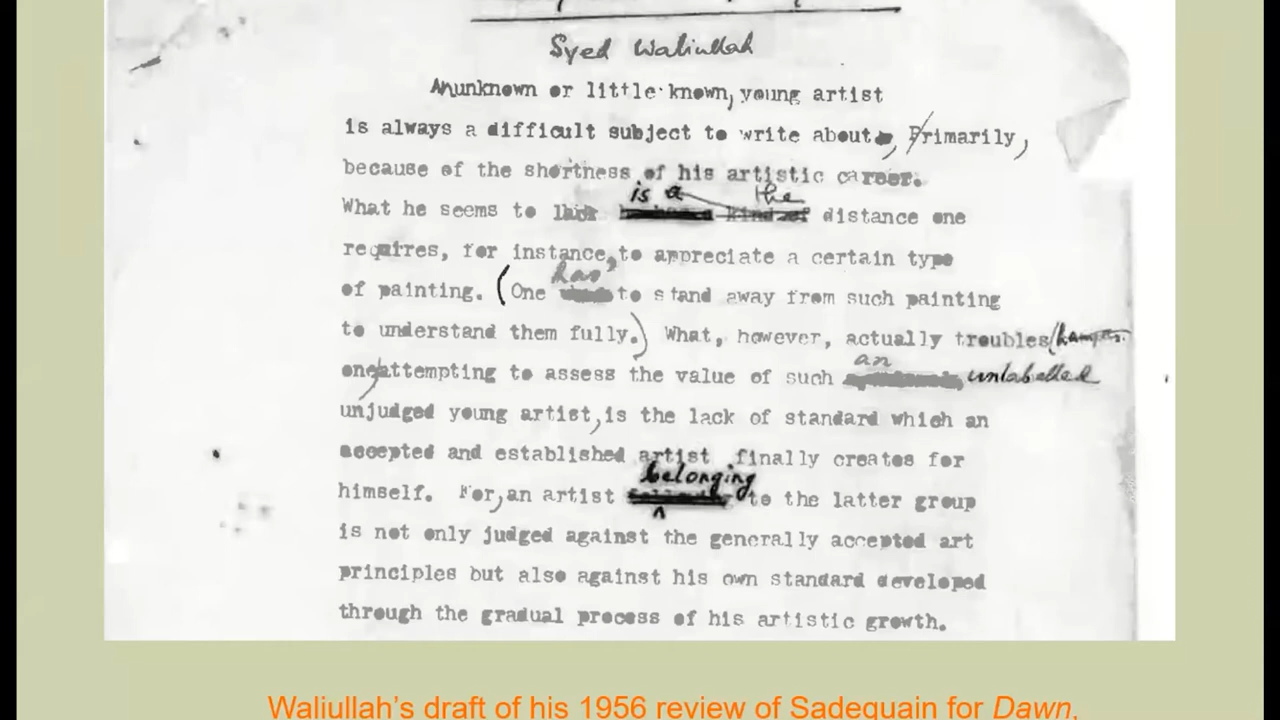 Syed Waliullah
An unknown or little known, young artist
is always a difficult subject to write about, Primarily,
because of the shortness of his artistic career.
is a the
What he seems to lack kind of distance one
requires, for instance, to appreciate a certain type
has
of painting. (One to stand away from such painting
to understand them fully.) What, however, actually troubles
an
one attempting to assess the value of such unlabelled
unjudged young artist, is the lack of standard which an
accepted and established artist finally creates for
belonging
himself. For, an artist to the latter group
is not only judged against the generally accepted art
principles but also against his own standard developed
through the gradual process of his artistic growth.
Waliullah's draft of his 1956 review of Sadequain for Dawn,